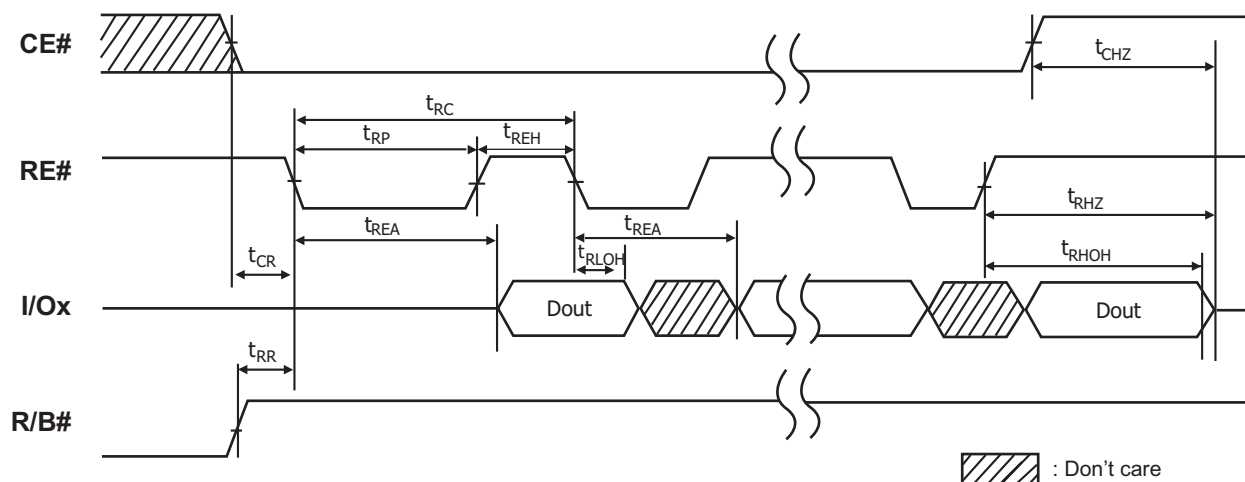 CE#
tCHZ
tRC
tRP
tREH
RE#
tREA
tREA
tRHZ
tCR
tRLOH
tRHOH
I/Ox
Dout
Dout
tRR
R/B#
: Don't care